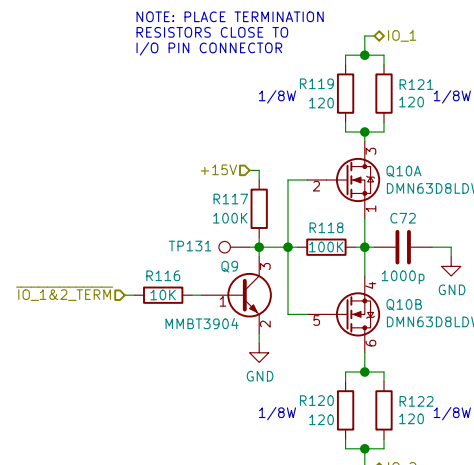 NOTE: PLACE TERMINATION
RESISTORS CLOSE TO
I/O PIN CONNECTOR
IO_1
R119
120
1/8W
R121
120
1/8W
3
Q10A
DMN63D8LDW
2
1
+15V
R117
100K
TP131
R118
100K
C72
1000p
GND
Q9
3
1
2
MMBT3904
GND
IO_1&2_TERM
R116
10K
4
Q10B
DMN63D8LDW
5
6
R120
120
1/8W
R122
120
1/8W